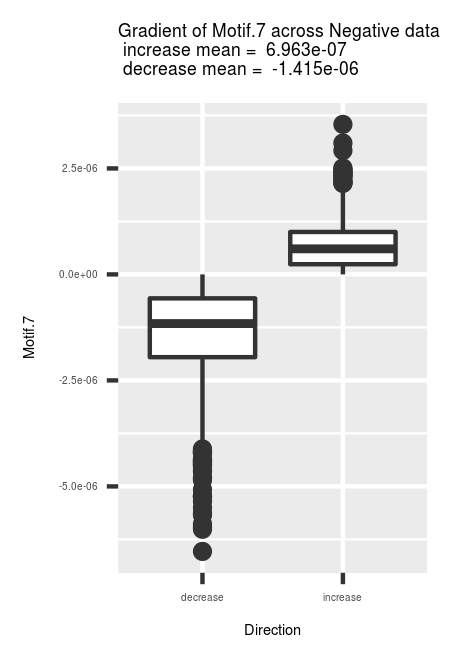 Gradient of Motif.7 across Negative data
increase mean =  6.963e-07
decrease mean =  -1.415e-06
2.5e-06
0.0e+00
-2.5e-06
-5.0e-06
Motif.7
decrease
increase
Direction